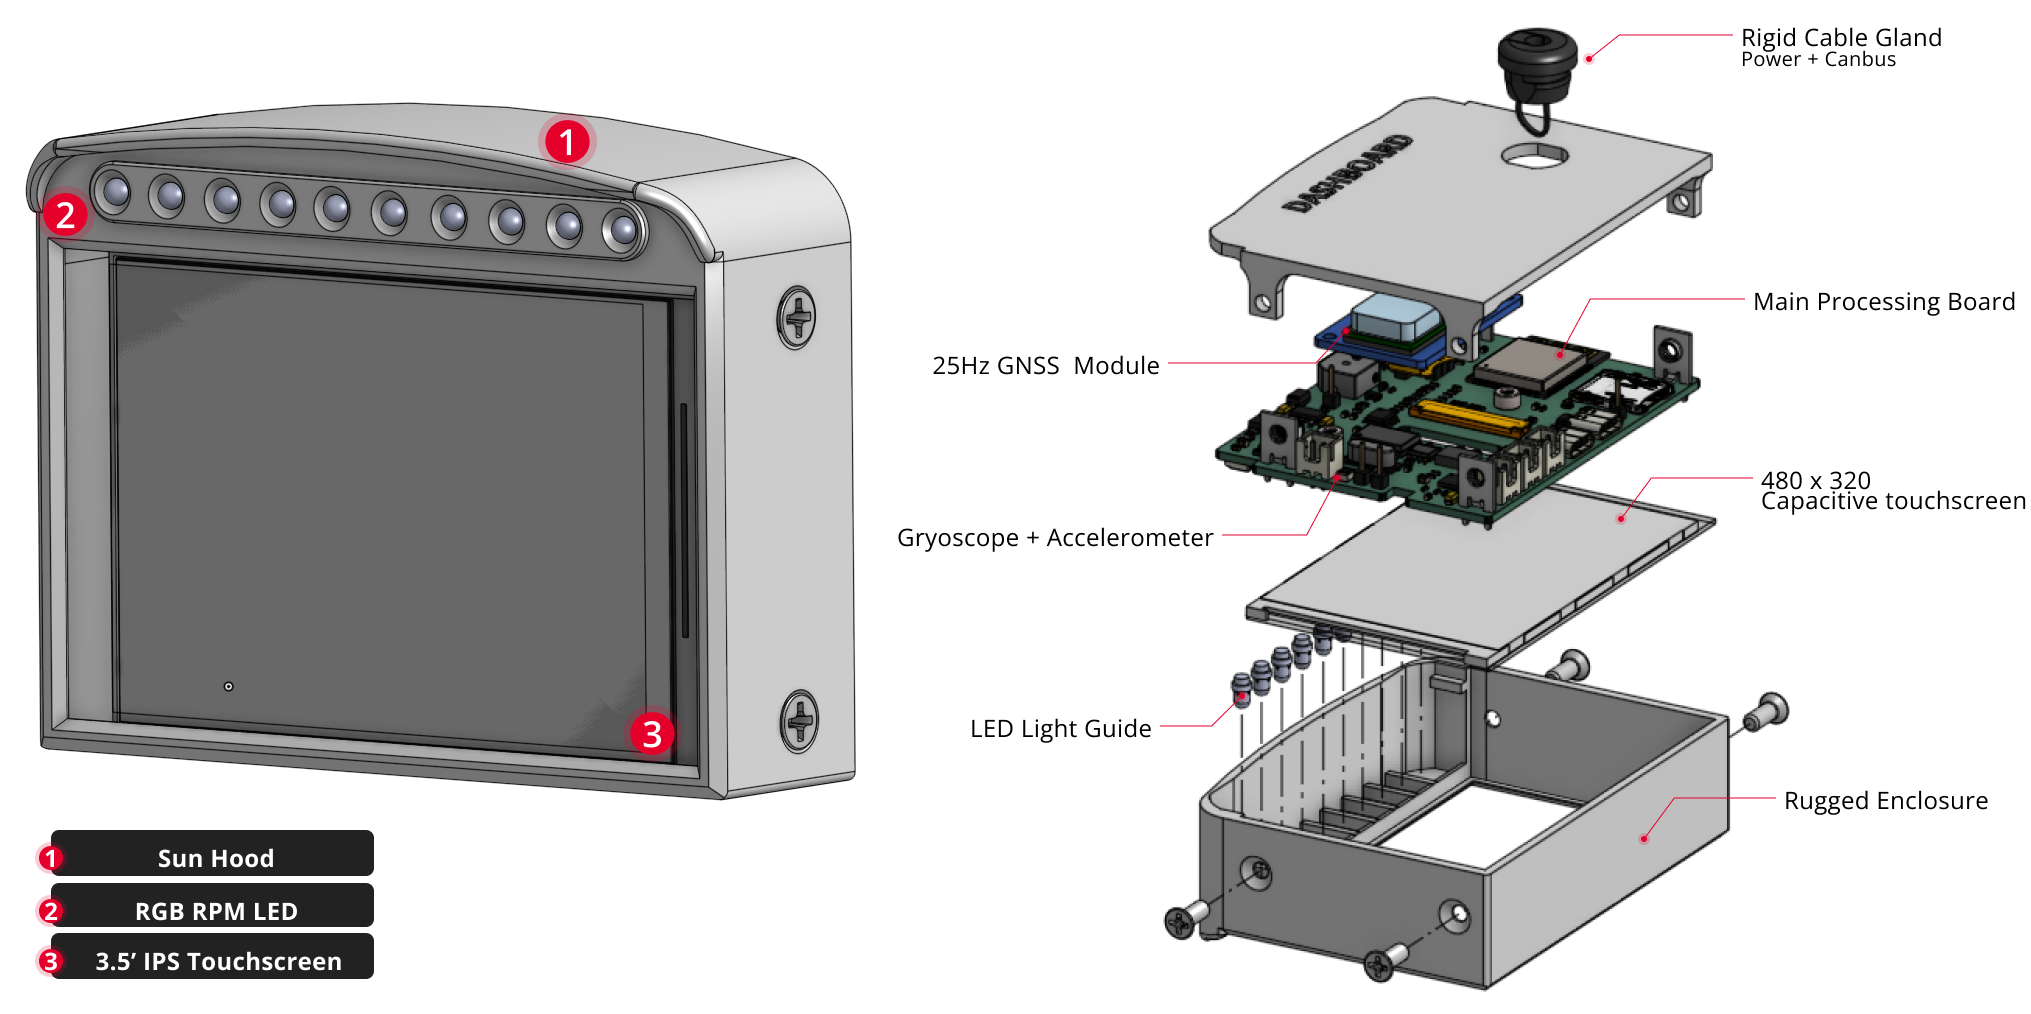 1
2
3
1 Sun Hood
2 RGB RPM LED
3 3.5’ IPS Touchscreen
Rigid Cable Gland
Power + Canbus
DASHBOARD
Main Processing Board
25Hz GNSS Module
480 x 320
Capacitive touchscreen
Gryoscope + Accelerometer
LED Light Guide
Rugged Enclosure